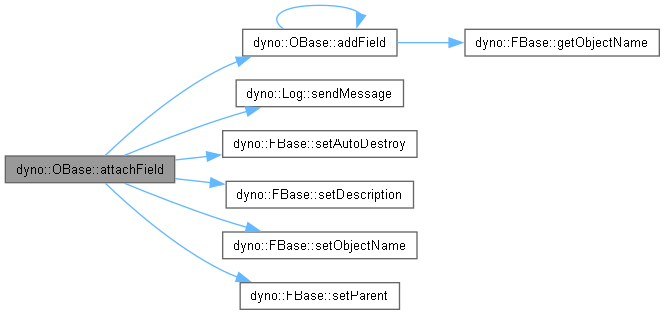 dyno::OBase::addField
dyno::FBase::getObjectName
dyno::Log::sendMessage
dyno::FBase::setAutoDestroy
dyno::OBase::attachField
dyno::FBase::setDescription
dyno::FBase::setObjectName
dyno::FBase::setParent